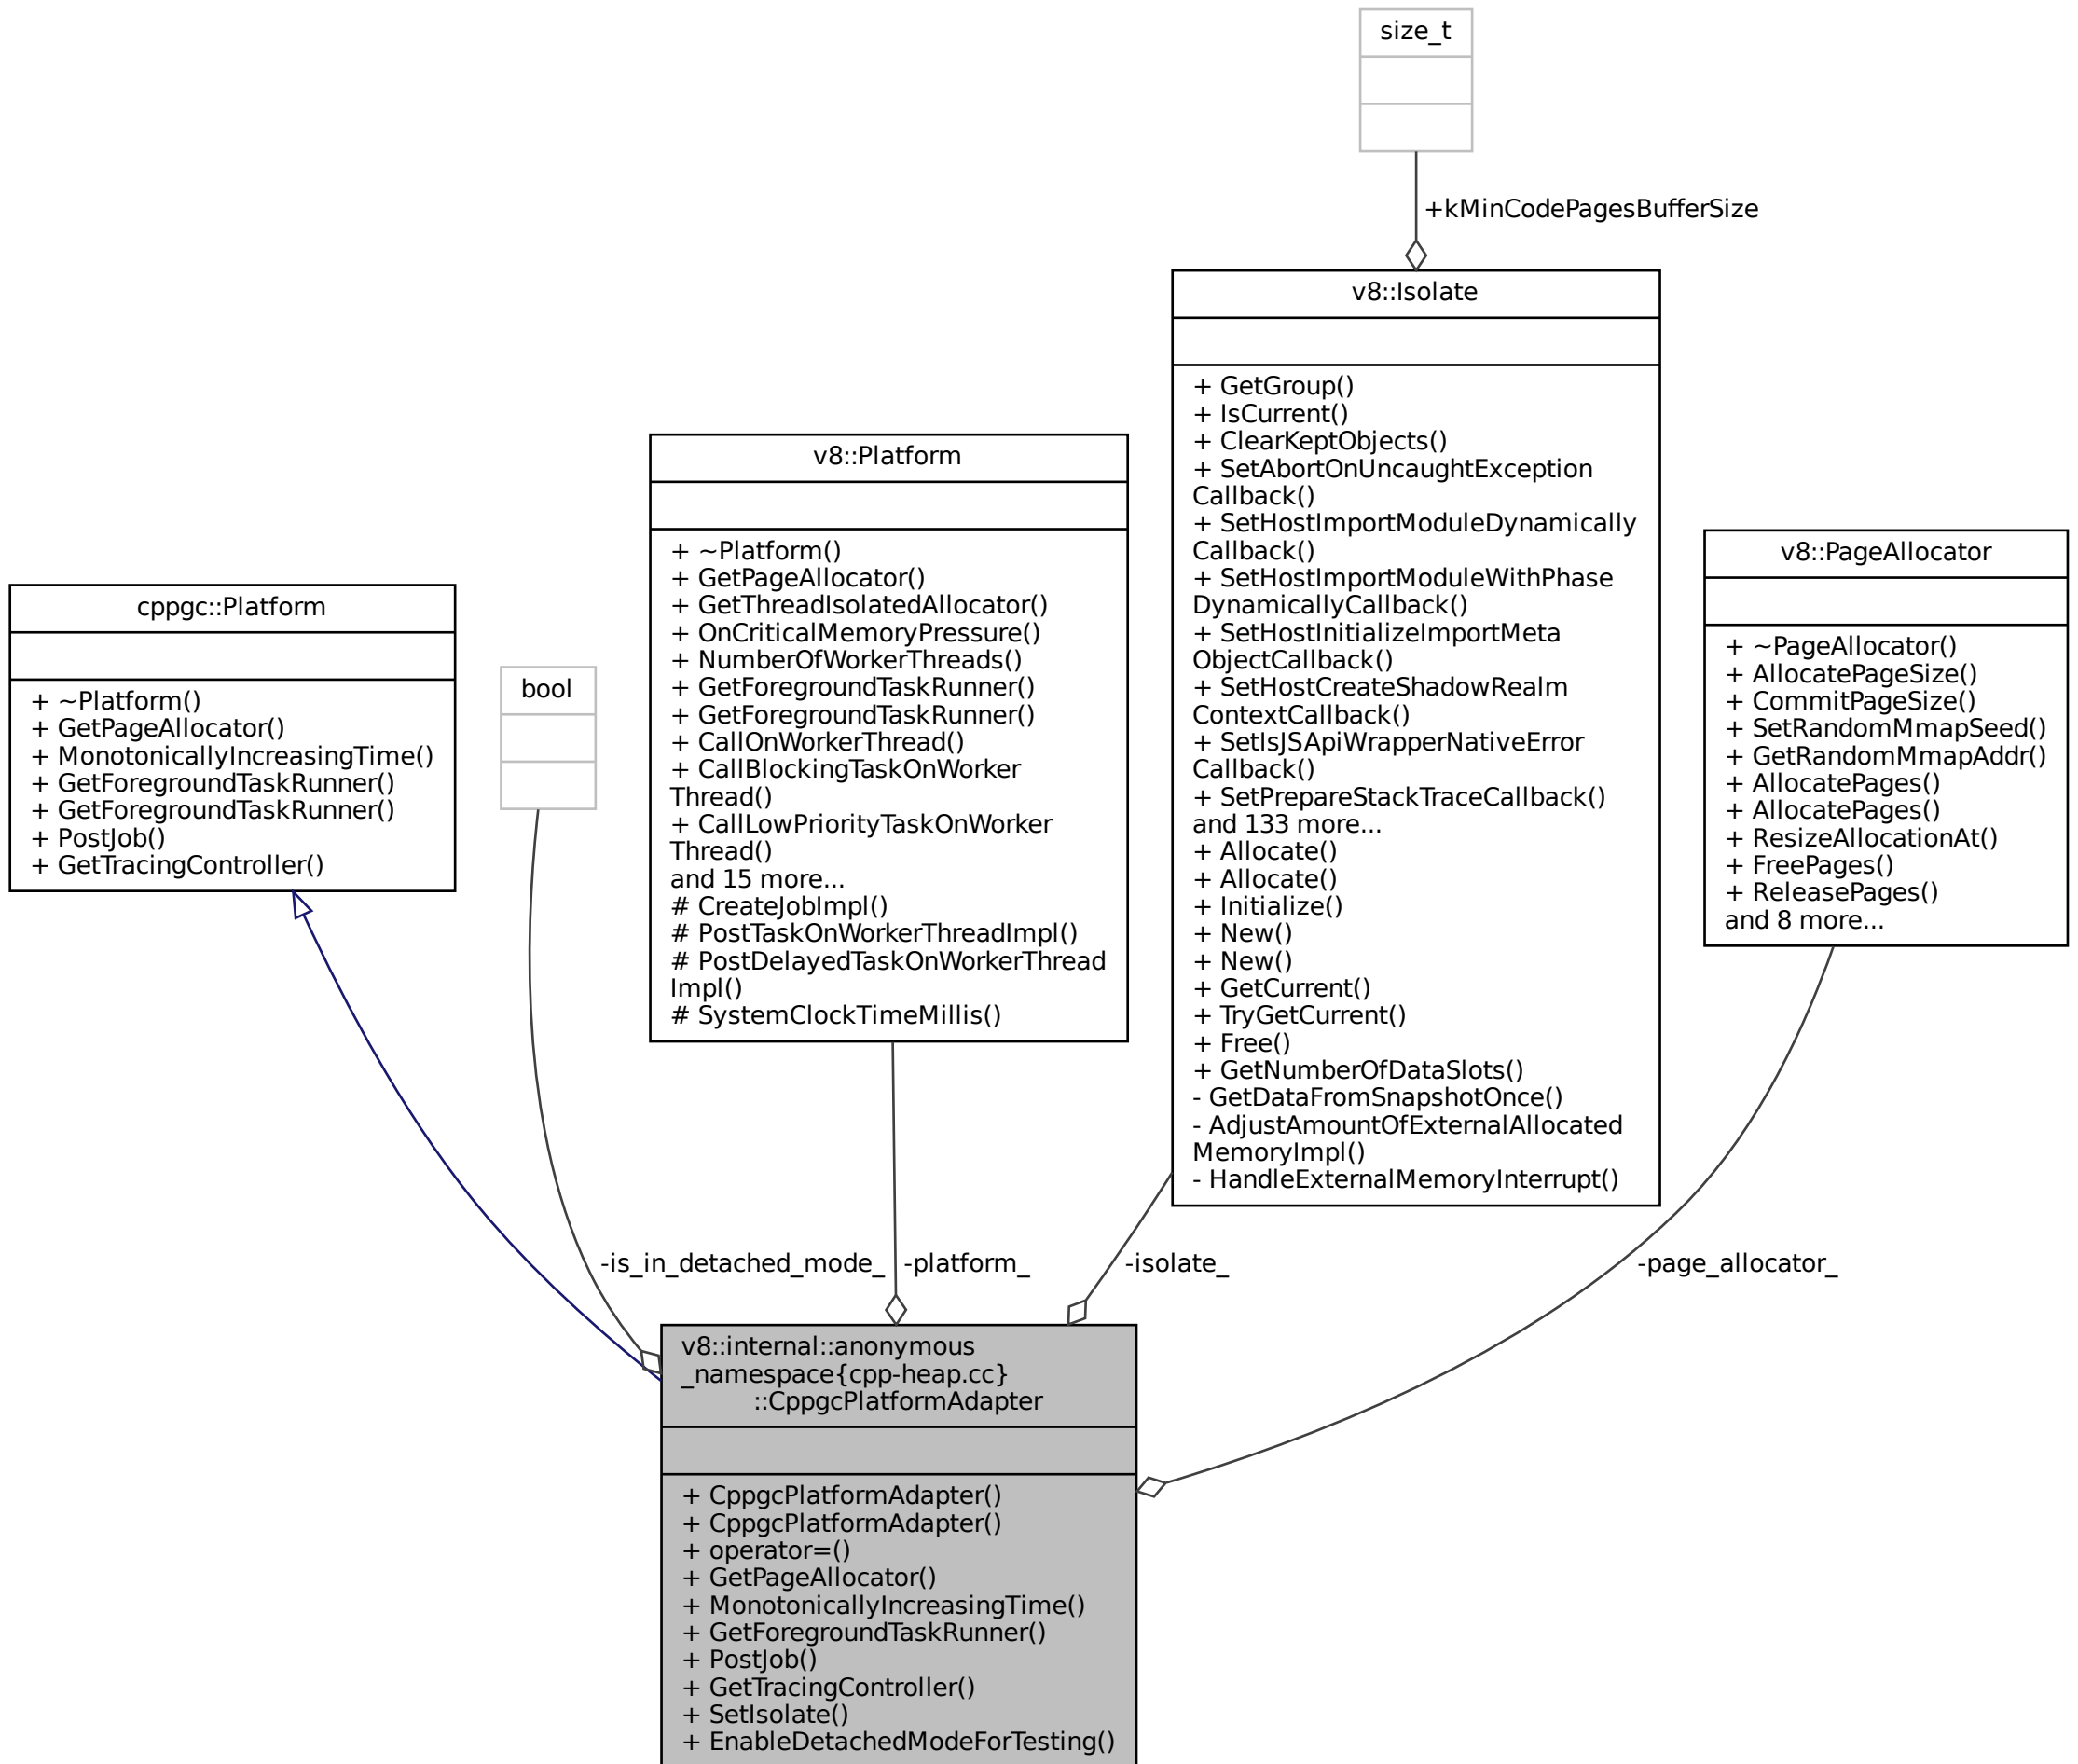 size_t
+kMinCodePagesBufferSize
v8::Isolate
+ GetGroup()
+ IsCurrent()
+ ClearKeptObjects()
+ SetAbortOnUncaughtException
Callback()
+ SetHostImportModuleDynamically
Callback()
+ SetHostImportModuleWithPhase
DynamicallyCallback()
+ SetHostInitializeImportMeta
ObjectCallback()
+ SetHostCreateShadowRealm
ContextCallback()
+ SetIsJSApiWrapperNativeError
Callback()
+ SetPrepareStackTraceCallback()
and 133 more...
+ Allocate()
+ Allocate()
+ Initialize()
+ New()
+ New()
+ GetCurrent()
+ TryGetCurrent()
+ Free()
+ GetNumberOfDataSlots()
- GetDataFromSnapshotOnce()
- AdjustAmountOfExternalAllocated
MemoryImpl()
- HandleExternalMemoryInterrupt()
v8::Platform
+ ~Platform()
+ GetPageAllocator()
+ GetThreadIsolatedAllocator()
+ OnCriticalMemoryPressure()
+ NumberOfWorkerThreads()
+ GetForegroundTaskRunner()
+ GetForegroundTaskRunner()
+ CallOnWorkerThread()
+ CallBlockingTaskOnWorker
Thread()
+ CallLowPriorityTaskOnWorker
Thread()
and 15 more...
# CreateJobImpl()
# PostTaskOnWorkerThreadImpl()
# PostDelayedTaskOnWorkerThread
Impl()
# SystemClockTimeMillis()
v8::PageAllocator
+ ~PageAllocator()
+ AllocatePageSize()
+ CommitPageSize()
+ SetRandomMmapSeed()
+ GetRandomMmapAddr()
+ AllocatePages()
+ AllocatePages()
+ ResizeAllocationAt()
+ FreePages()
+ ReleasePages()
and 8 more...
cppgc::Platform
+ ~Platform()
+ GetPageAllocator()
+ MonotonicallyIncreasingTime()
+ GetForegroundTaskRunner()
+ GetForegroundTaskRunner()
+ PostJob()
+ GetTracingController()
bool
-is_in_detached_mode_
-platform_
-isolate_
-page_allocator_
v8::internal::anonymous
_namespace{cpp-heap.cc}
::CppgcPlatformAdapter
+ CppgcPlatformAdapter()
+ CppgcPlatformAdapter()
+ operator=()
+ GetPageAllocator()
+ MonotonicallyIncreasingTime()
+ GetForegroundTaskRunner()
+ PostJob()
+ GetTracingController()
+ SetIsolate()
+ EnableDetachedModeForTesting()